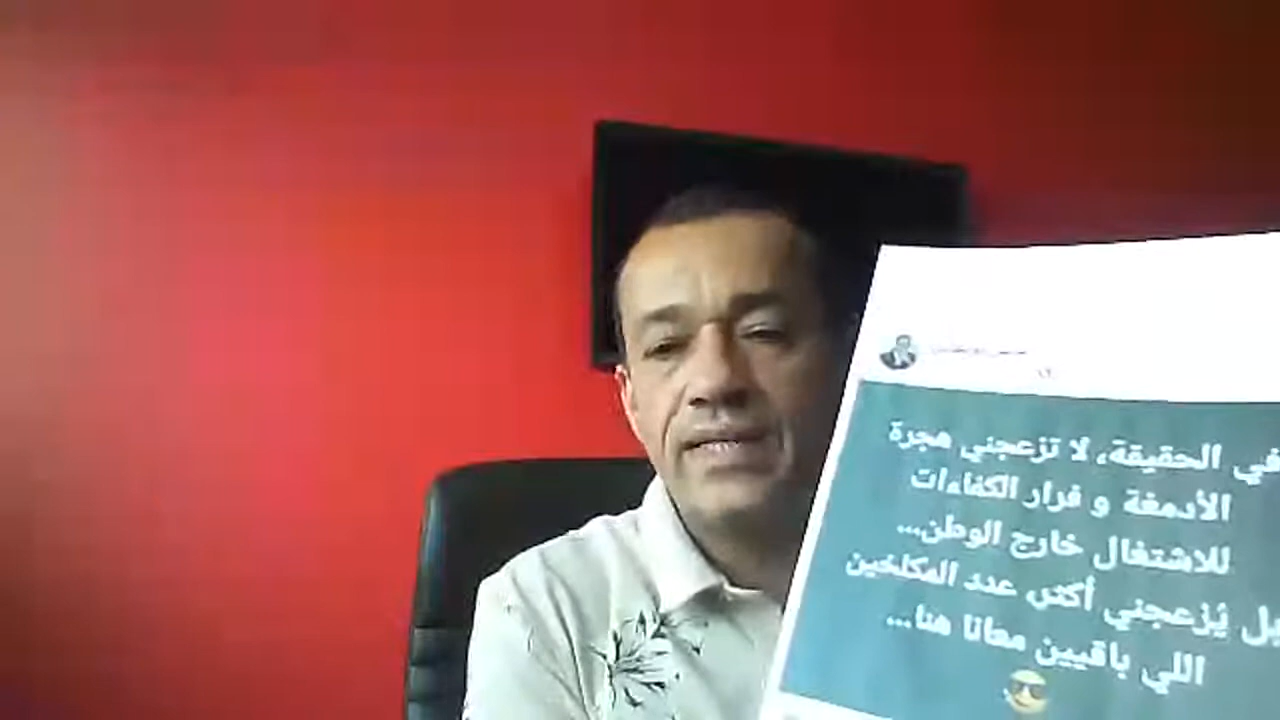 في الحقيقة، لا تزعجني هجرة
الأدمغة و فرار الكفاءات
للاشتغال خارج الوطن...
بل يُزعجني أكثر عدد المكلخين
اللي باقيين معانا هنا...
😎